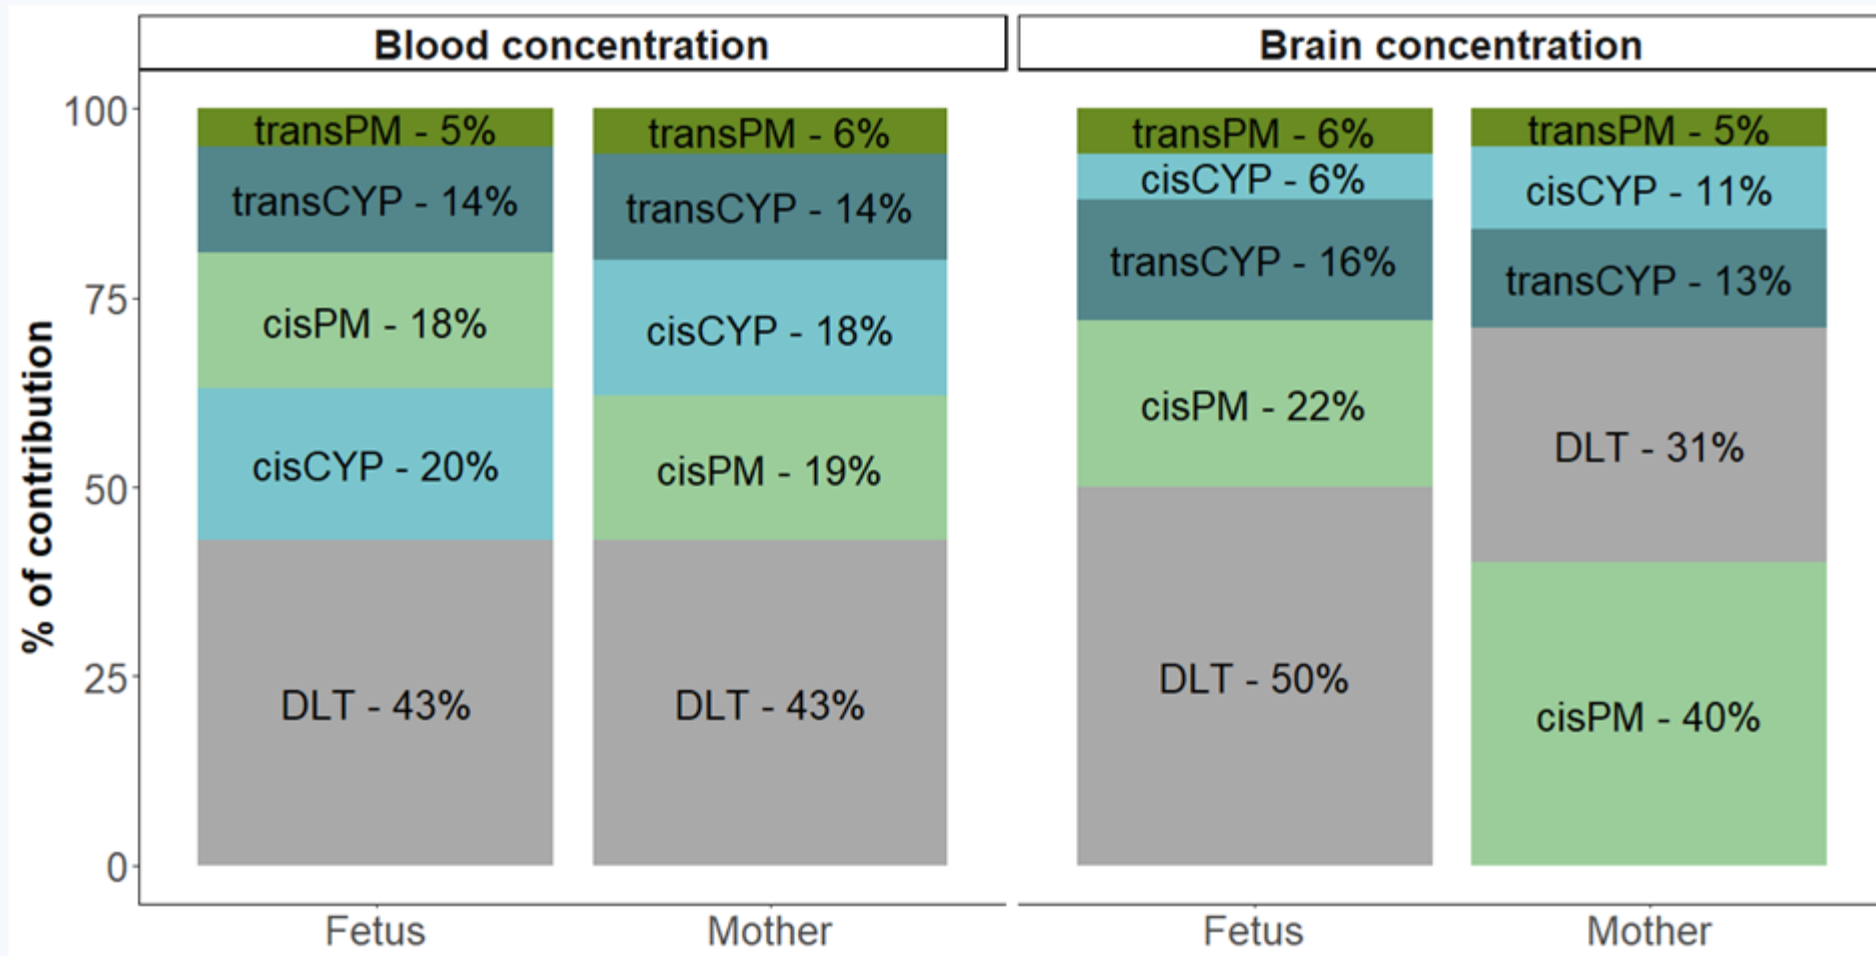 Blood concentration
Brain concentration
% of contribution
100
75
50
25
0
transPM - 5%
transCYP - 14%
cisPM - 18%
cisCYP - 20%
DLT - 43%
transPM - 6%
transCYP - 14%
cisCYP - 18%
cisPM - 19%
DLT - 43%
transPM - 6%
cisCYP - 6%
transCYP - 16%
cisPM - 22%
DLT - 50%
transPM - 5%
cisCYP - 11%
transCYP - 13%
DLT - 31%
cisPM - 40%
Fetus
Mother
Fetus
Mother